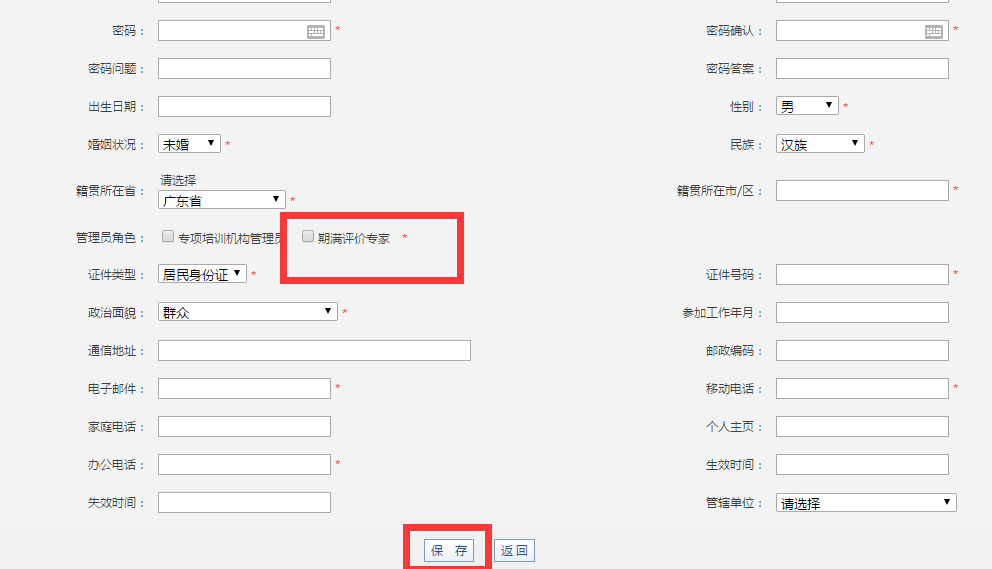 密码： * 密码确认： *
密码问题： 密码答案：
出生日期： 性别： 男 *
婚姻状况： 未婚 * 民族： 汉族 *
请选择
籍贯所在省： 广东省 * 籍贯所在市/区： *
管理员角色： 专项培训机构管理员 期满评价专家 *
证件类型： 居民身份证 * 证件号码： *
政治面貌： 群众 * 参加工作年月：
通信地址： 邮政编码：
电子邮件： * 移动电话： *
家庭电话： 个人主页：
办公电话： * 生效时间：
失效时间： 管辖单位： 请选择
保 存 返 回